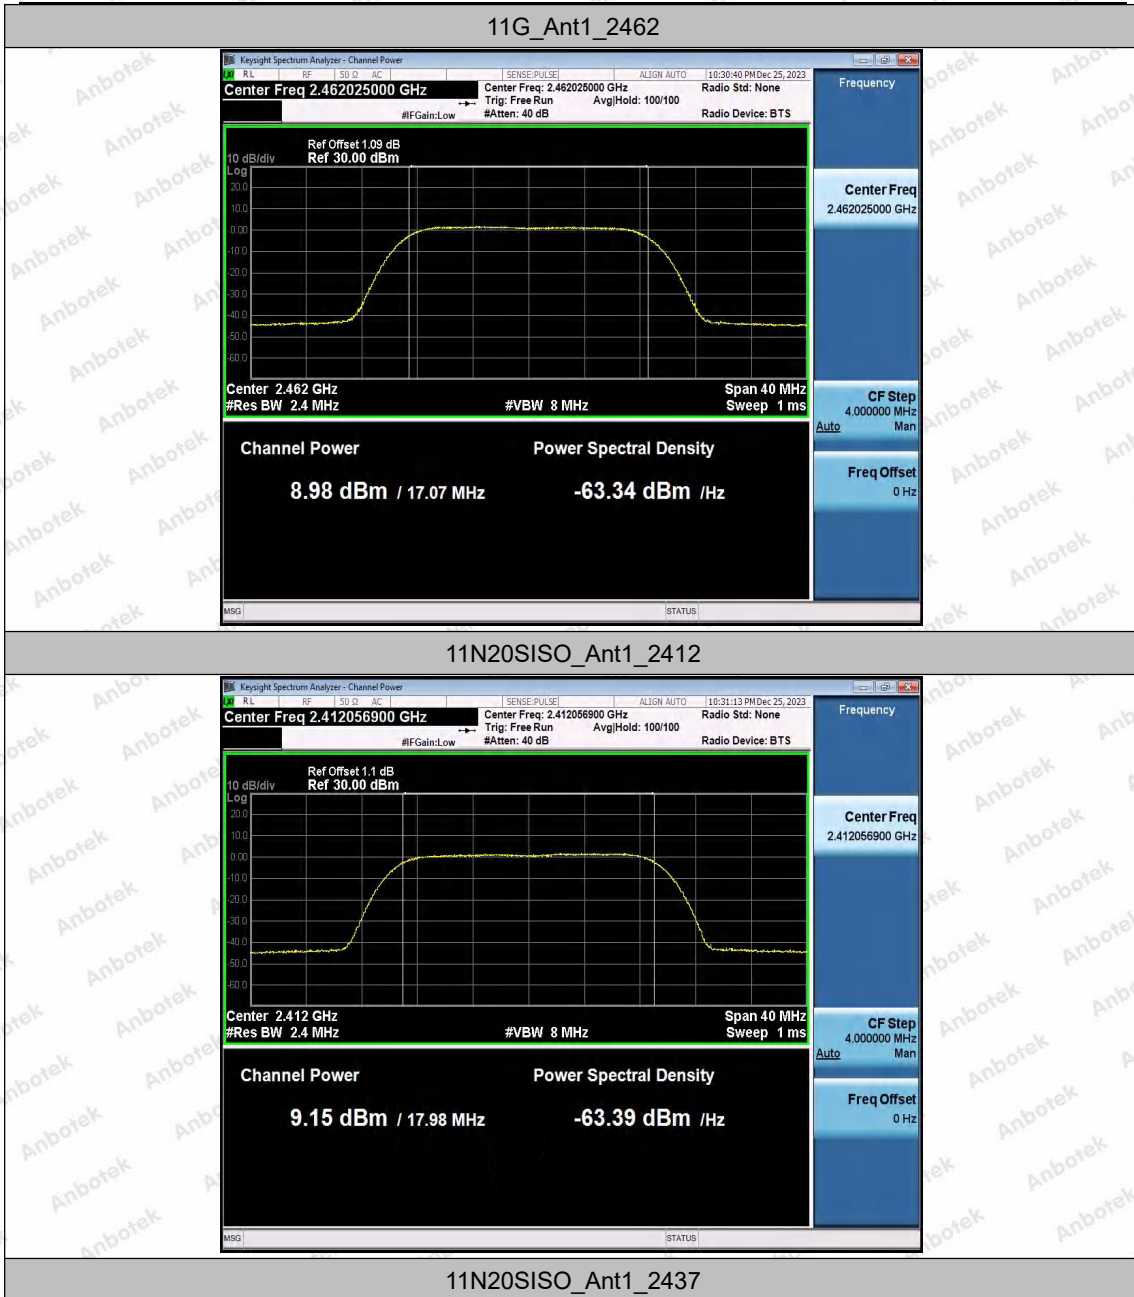 11G_Ant1_2462
Keysight Spectrum Analyzer - Channel Power
RL RF 50 Ω AC SENSE:PULSE ALIGN AUTO 10:30:40 PM Dec 25, 2023
Center Freq 2.462025000 GHz
Center Freq: 2.462025000 GHz
Radio Std: None
Trig: Free Run Avg|Hold: 100/100
#IFGain:Low #Atten: 40 dB Radio Device: BTS
Frequency
Ref Offset 1.09 dB
10 dB/div Ref 30.00 dBm
Log
20.0
10.0
0.00
-10.0
-20.0
-30.0
-40.0
-50.0
-60.0
Center Freq
2.462025000 GHz
Center 2.462 GHz Span 40 MHz
#Res BW 2.4 MHz #VBW 8 MHz Sweep 1 ms
CF Step
4.000000 MHz
Auto Man
Channel Power Power Spectral Density
8.98 dBm / 17.07 MHz -63.34 dBm /Hz
Freq Offset
0 Hz
MSG STATUS
11N20SISO_Ant1_2412
Keysight Spectrum Analyzer - Channel Power
RL RF 50 Ω AC SENSE:PULSE ALIGN AUTO 10:31:13 PM Dec 25, 2023
Center Freq 2.412056900 GHz
Center Freq: 2.412056900 GHz
Radio Std: None
Trig: Free Run Avg|Hold: 100/100
#IFGain:Low #Atten: 40 dB Radio Device: BTS
Frequency
Ref Offset 1.1 dB
10 dB/div Ref 30.00 dBm
Log
20.0
10.0
0.00
-10.0
-20.0
-30.0
-40.0
-50.0
-60.0
Center Freq
2.412056900 GHz
Center 2.412 GHz Span 40 MHz
#Res BW 2.4 MHz #VBW 8 MHz Sweep 1 ms
CF Step
4.000000 MHz
Auto Man
Channel Power Power Spectral Density
9.15 dBm / 17.98 MHz -63.39 dBm /Hz
Freq Offset
0 Hz
MSG STATUS
11N20SISO_Ant1_2437